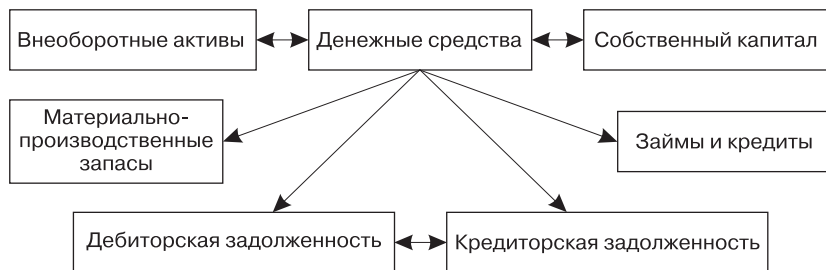 Внеоборотные активы
Денежные средства
Собственный капитал
Материально-
производственные
запасы
Займы и кредиты
Дебиторская задолженность
Кредиторская задолженность